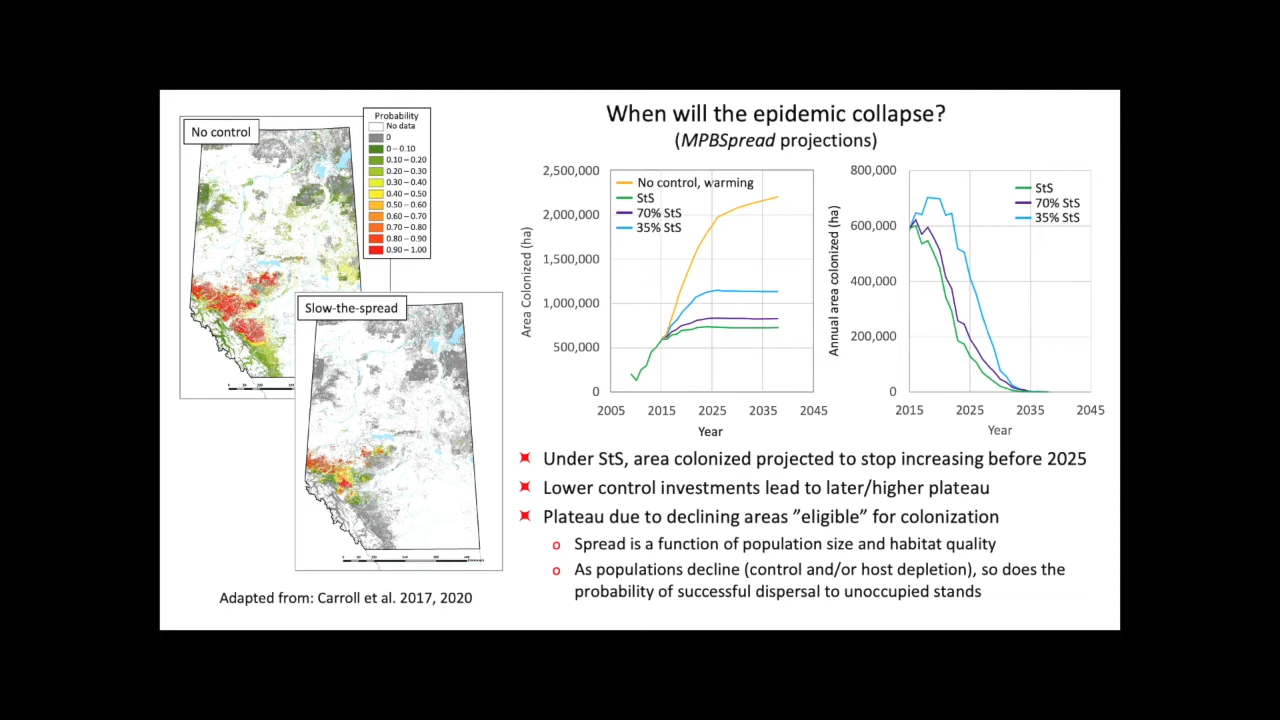 When will the epidemic collapse?
(MPBSpread projections)
No control
Probability
No data
0
0 – 0.10
0.10 – 0.20
0.20 – 0.30
0.30 – 0.40
0.40 – 0.50
0.50 – 0.60
0.60 – 0.70
0.70 – 0.80
0.80 – 0.90
0.90 – 1.00
Slow-the-spread
Adapted from: Carroll et al. 2017, 2020
Area Colonized (ha)
2,500,000
2,000,000
1,500,000
1,000,000
500,000
0
No control, warming
StS
70% StS
35% StS
2005 2015 2025 2035 2045
Year
Annual area colonized (ha)
800,000
600,000
400,000
200,000
0
StS
70% StS
35% StS
2015 2025 2035 2045
Year
Under StS, area colonized projected to stop increasing before 2025
Lower control investments lead to later/higher plateau
Plateau due to declining areas ”eligible” for colonization
o Spread is a function of population size and habitat quality
o As populations decline (control and/or host depletion), so does the
probability of successful dispersal to unoccupied stands